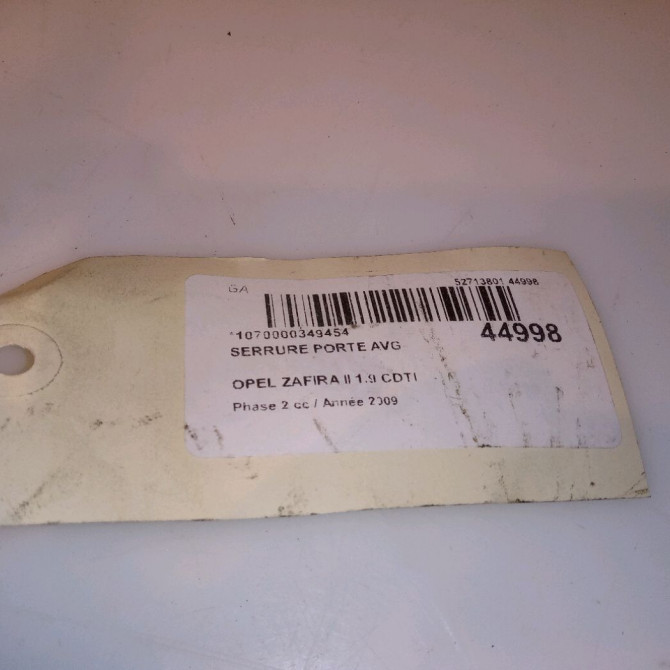 GA 52713801 44998
*1070000349454 44998
SERRURE PORTE AVG
OPEL ZAFIRA II 1.9 CDTI
Phase 2 cc / Année 2009